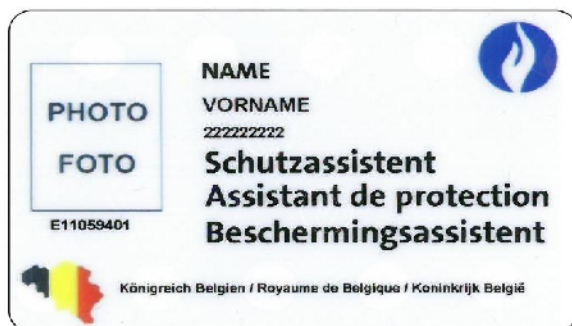 PHOTO
FOTO
E11059401
NAME
VORNAME
222222222
Schutzassistent
Assistant de protection
Beschermingsassistent
Königreich Belgien / Royaume de Belgique / Koninkrijk België